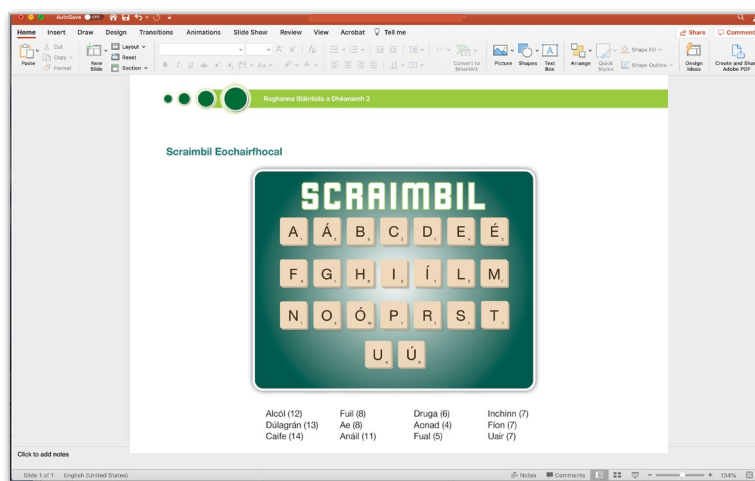 AutoSave OFF
Home Insert Draw Design Transitions Animations Slide Show Review View Acrobat Tell me Share Comments
Paste Cut Copy Format New Slide Layout Reset Section Convert to SmartArt Picture Shapes Text Box Arrange Quick Styles Shape Fill Shape Outline Design Ideas Create and Share Adobe PDF
Roghanna Sláintiúla a Dhéanamh 2
Scraimbil Eochairfhocal
SCRAIMBIL
A Á B C D E É
F G H I Í L M
N O Ó P R S T
U Ú
Alcól (12) Fuil (8) Druga (6) Inchinn (7)
Dúlagrán (13) Ae (8) Aonad (4) Fíon (7)
Caife (14) Anáil (11) Fual (5) Uair (7)
Click to add notes
Slide 1 of 1 English (United States) Notes Comments 134%